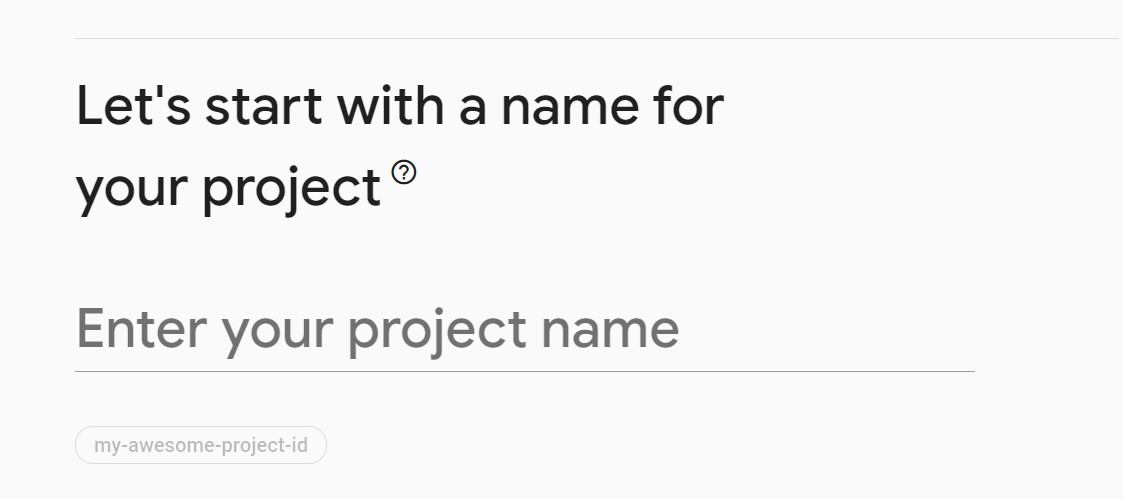 Let's start with a name for
your project
Enter your project name
my-awesome-project-id